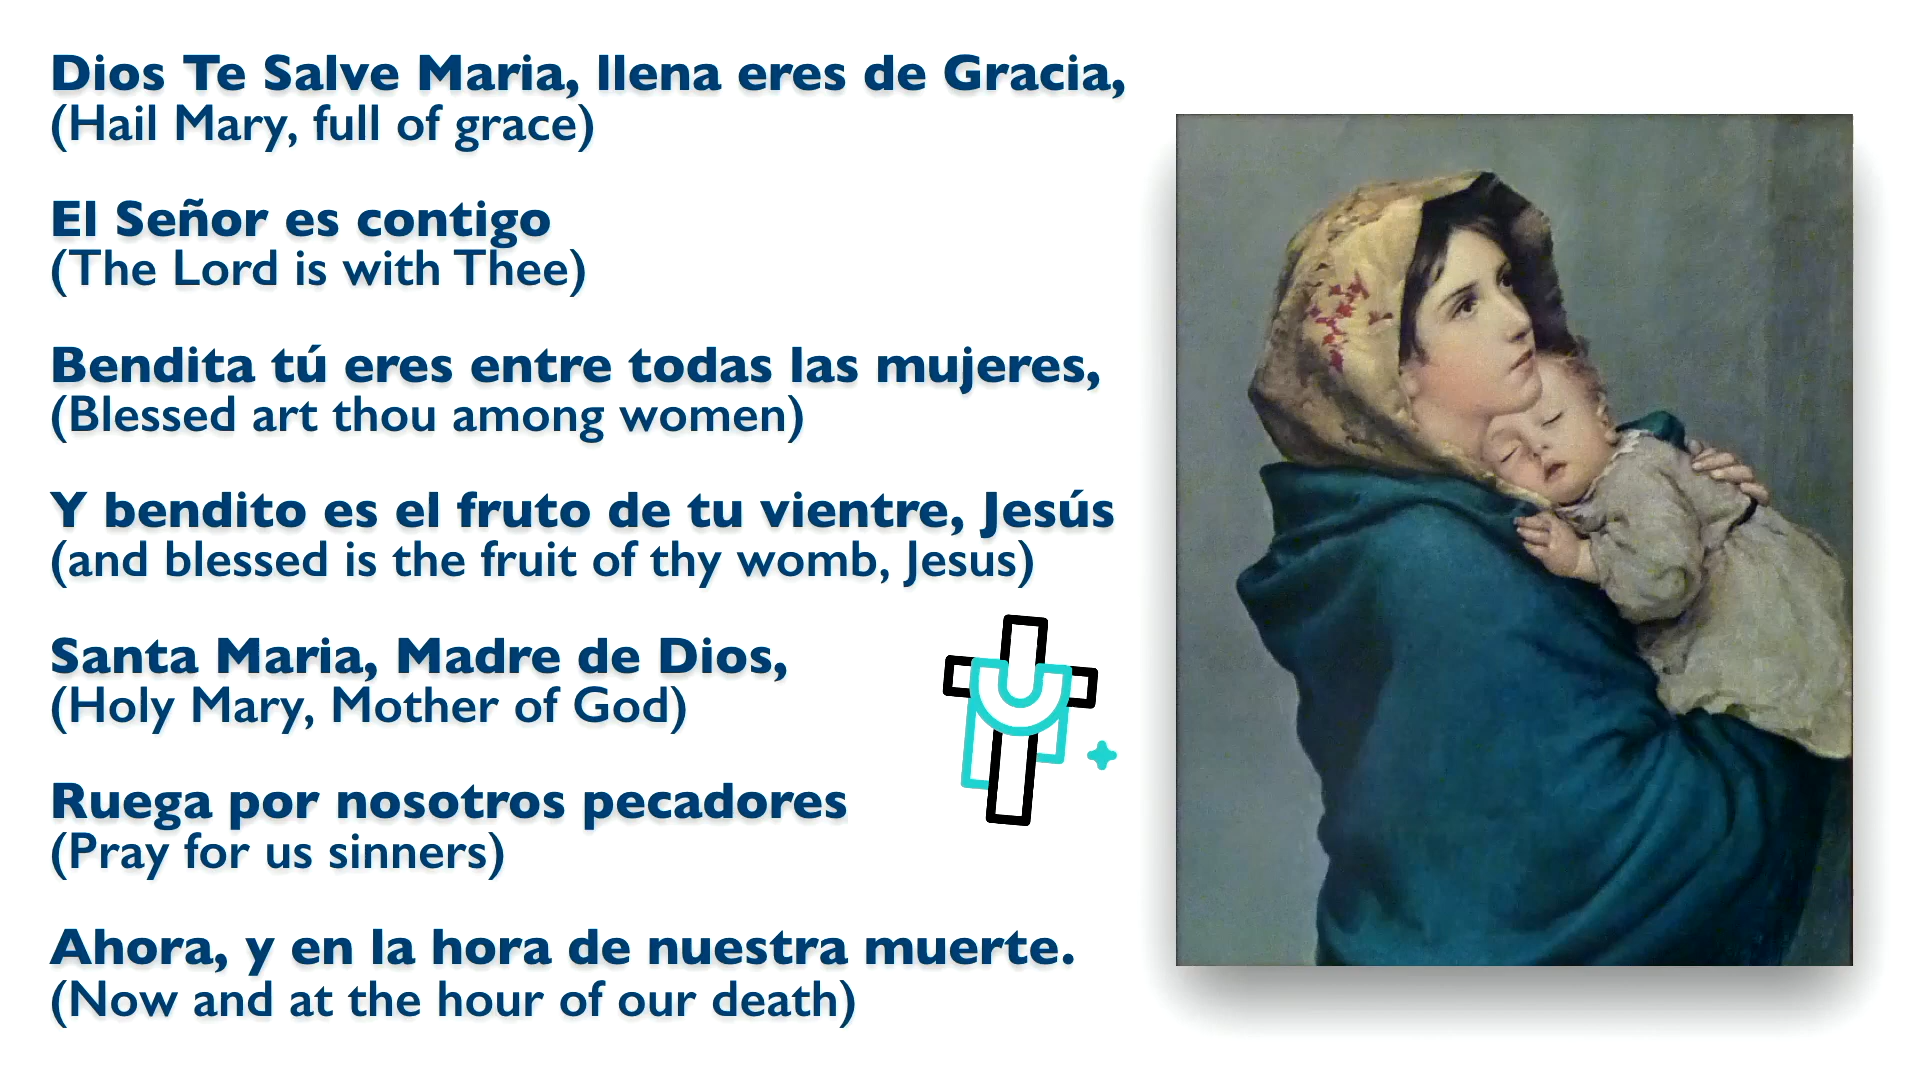 Dios Te Salve Maria, llena eres de Gracia,
(Hail Mary, full of grace)
El Señor es contigo
(The Lord is with Thee)
Bendita tú eres entre todas las mujeres,
(Blessed art thou among women)
Y bendito es el fruto de tu vientre, Jesús
(and blessed is the fruit of thy womb, Jesus)
Santa Maria, Madre de Dios,
(Holy Mary, Mother of God)
Ruega por nosotros pecadores
(Pray for us sinners)
Ahora, y en la hora de nuestra muerte.
(Now and at the hour of our death)